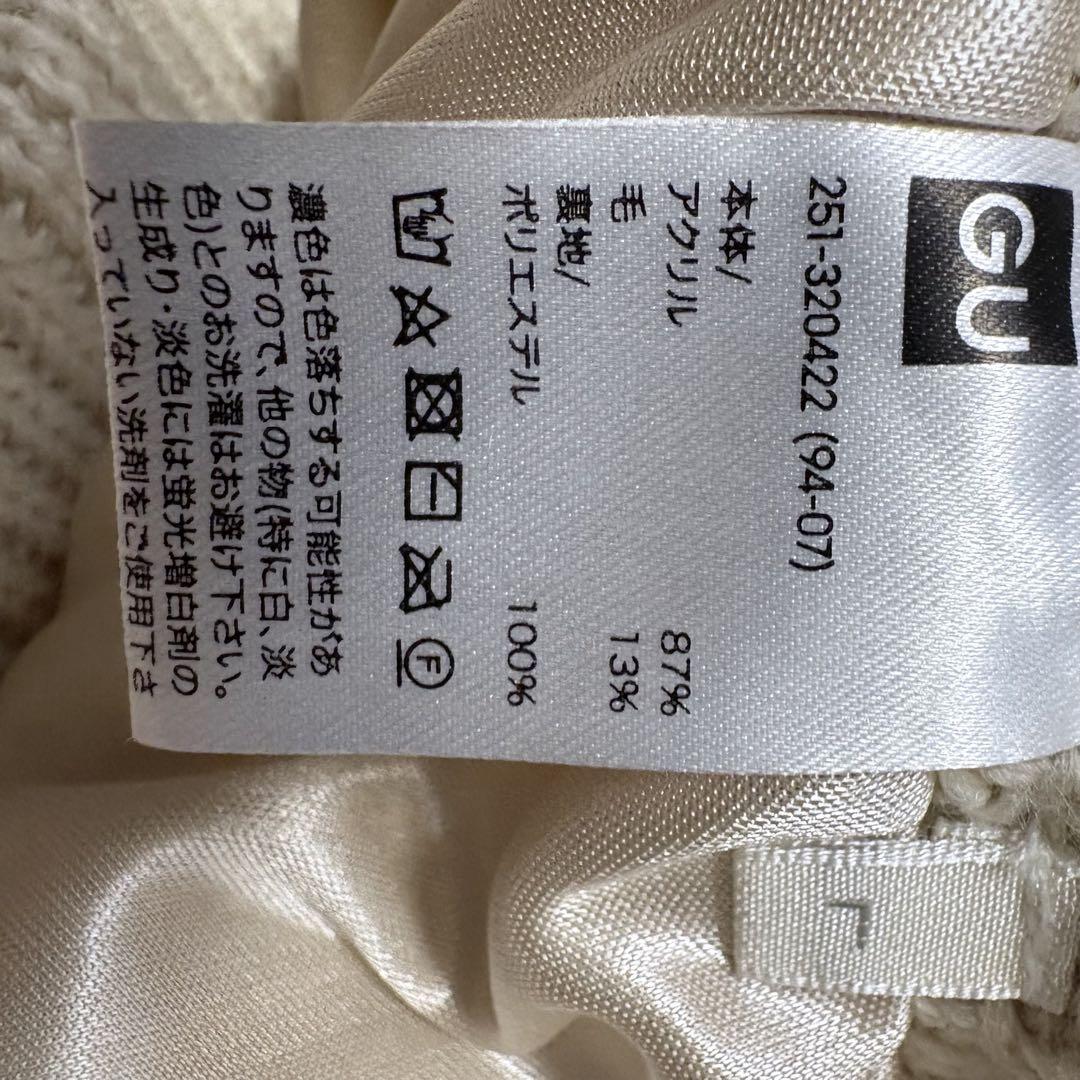 GU
251-320422 (94-07)
本体/
アクリル 87%
毛 13%
裏地/
ポリエステル 100%
F
濃色は色落ちする可能性があ
りますので、他の物(特に白、淡
色)とのお洗濯はお避け下さい。
生成り・淡色には蛍光増白剤の
入っていない洗剤をご使用下さ
L